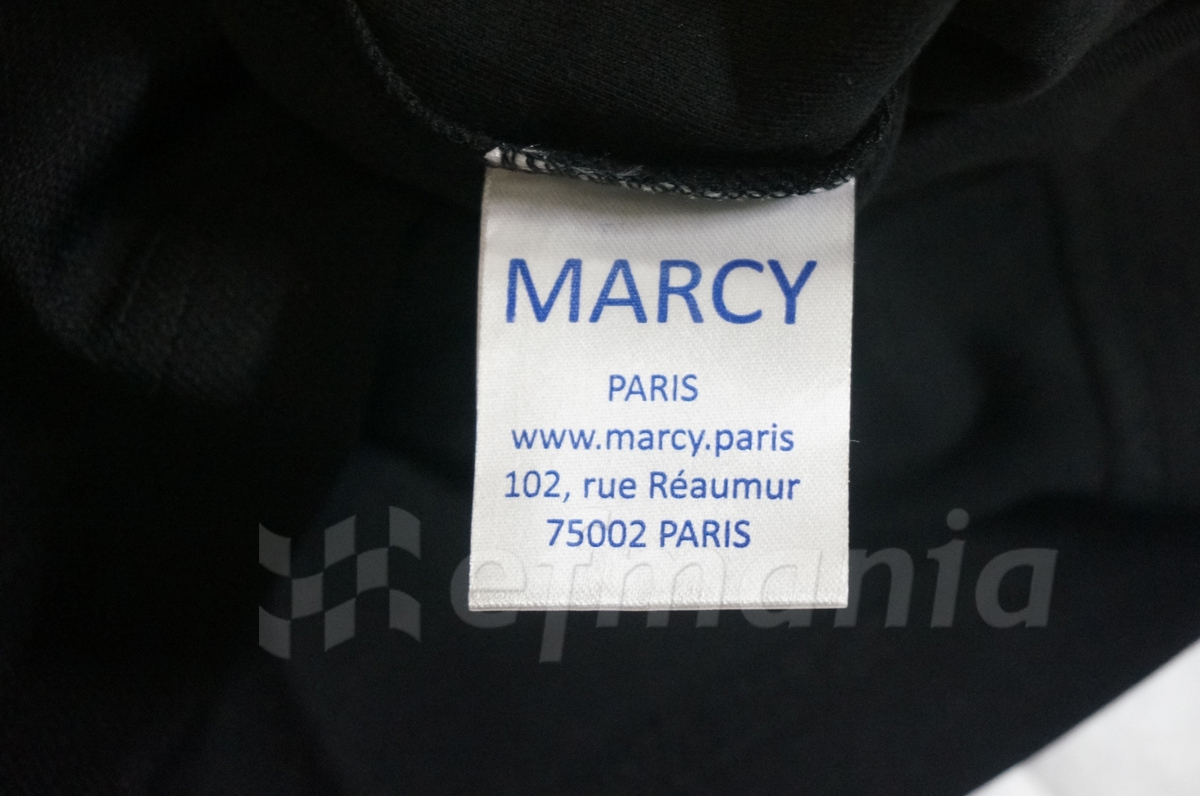 MARCY
PARIS
www.marcy.paris
102, rue Réaumur
75002 PARIS
efmania